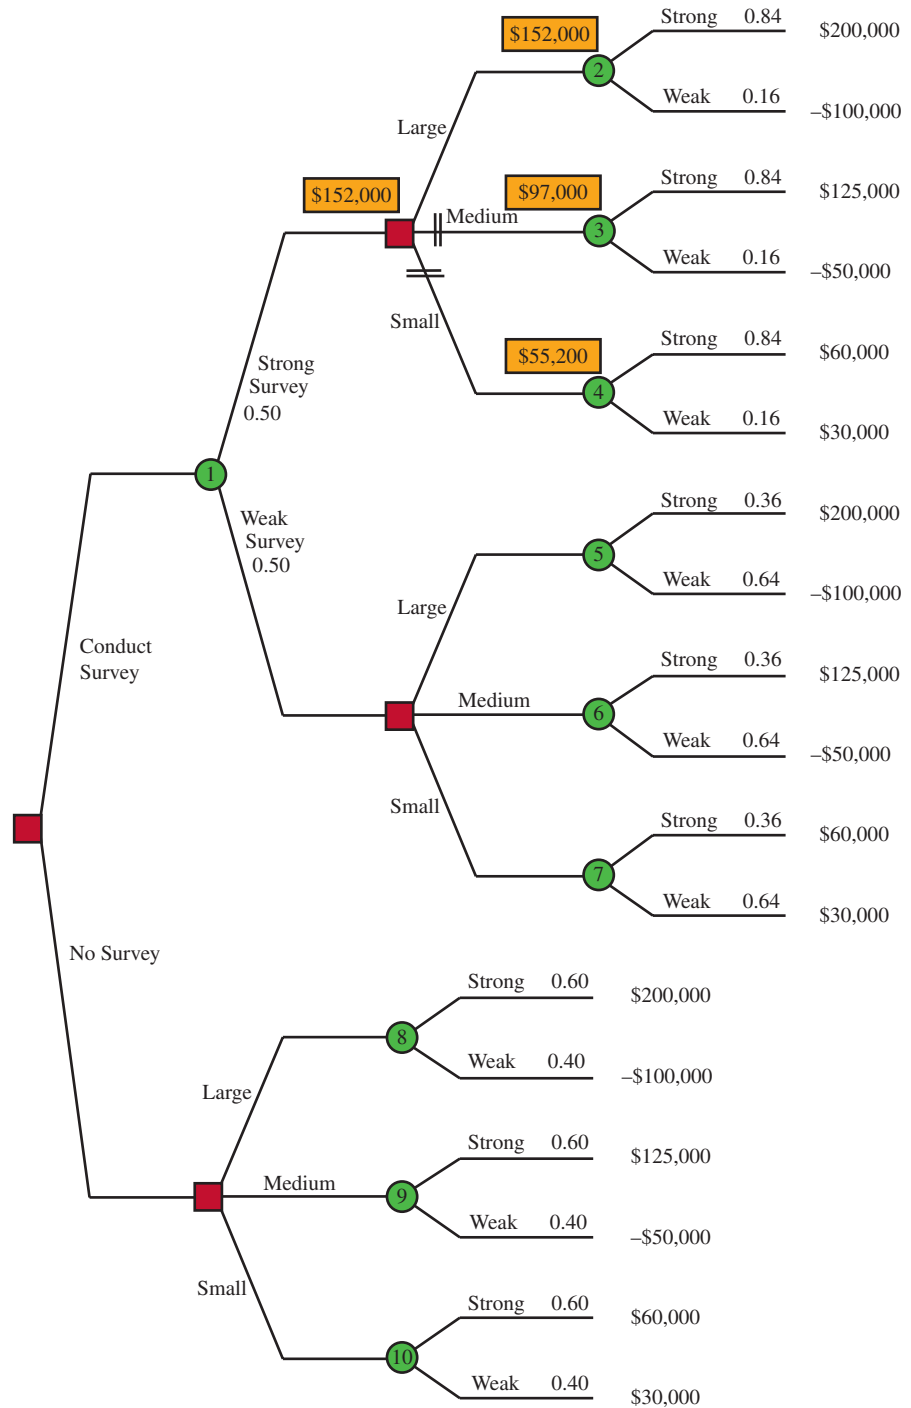 $152,000
Strong 0.84 $200,000
2
Weak 0.16 –$100,000
Large
$152,000
$97,000
Strong 0.84 $125,000
Medium
3
Weak 0.16 –$50,000
Small
$55,200
Strong 0.84 $60,000
4
Weak 0.16 $30,000
Strong
Survey
0.50
1
Weak
Survey
0.50
Strong 0.36 $200,000
5
Weak 0.64 –$100,000
Large
Strong 0.36 $125,000
Medium
6
Weak 0.64 –$50,000
Small
Strong 0.36 $60,000
7
Weak 0.64 $30,000
Conduct
Survey
No Survey
Strong 0.60 $200,000
8
Weak 0.40 –$100,000
Large
Strong 0.60 $125,000
Medium
9
Weak 0.40 –$50,000
Small
Strong 0.60 $60,000
10
Weak 0.40 $30,000